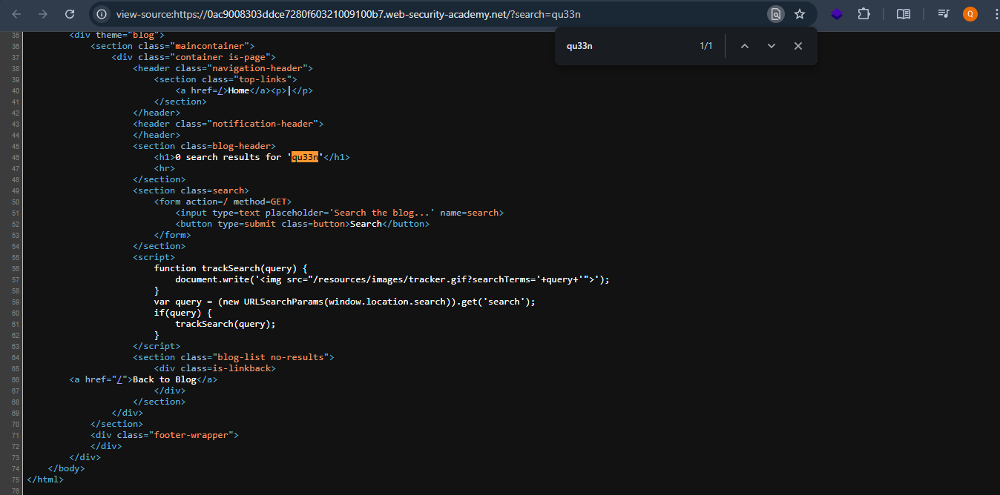 view-source:https://0ac9008303ddce7280f60321009100b7.web-security-academy.net/?search=qu33n
Q
qu33n
1/1
35 <div theme="blog">
36 <section class="maincontainer">
37 <div class="container is-page">
38 <header class="navigation-header">
39 <section class="top-links">
40 <a href=/>Home</a><p>|</p>
41 </section>
42 </header>
43 <header class="notification-header">
44 </header>
45 <section class=blog-header>
46 <h1>0 search results for 'qu33n'</h1>
47 <hr>
48 </section>
49 <section class=search>
50 <form action=/ method=GET>
51 <input type=text placeholder='Search the blog...' name=search>
52 <button type=submit class=button>Search</button>
53 </form>
54 </section>
55 <script>
56 function trackSearch(query) {
57 document.write('<img src="/resources/images/tracker.gif?searchTerms='+query+'">');
58 }
59 var query = (new URLSearchParams(window.location.search)).get('search');
60 if(query) {
61 trackSearch(query);
62 }
63 </script>
64 <section class="blog-list no-results">
65 <div class=is-linkback>
66 <a href="/">Back to Blog</a>
67 </div>
68 </section>
69 </div>
70 </section>
71 <div class="footer-wrapper">
72 </div>
73 </div>
74 </body>
75 </html>
76